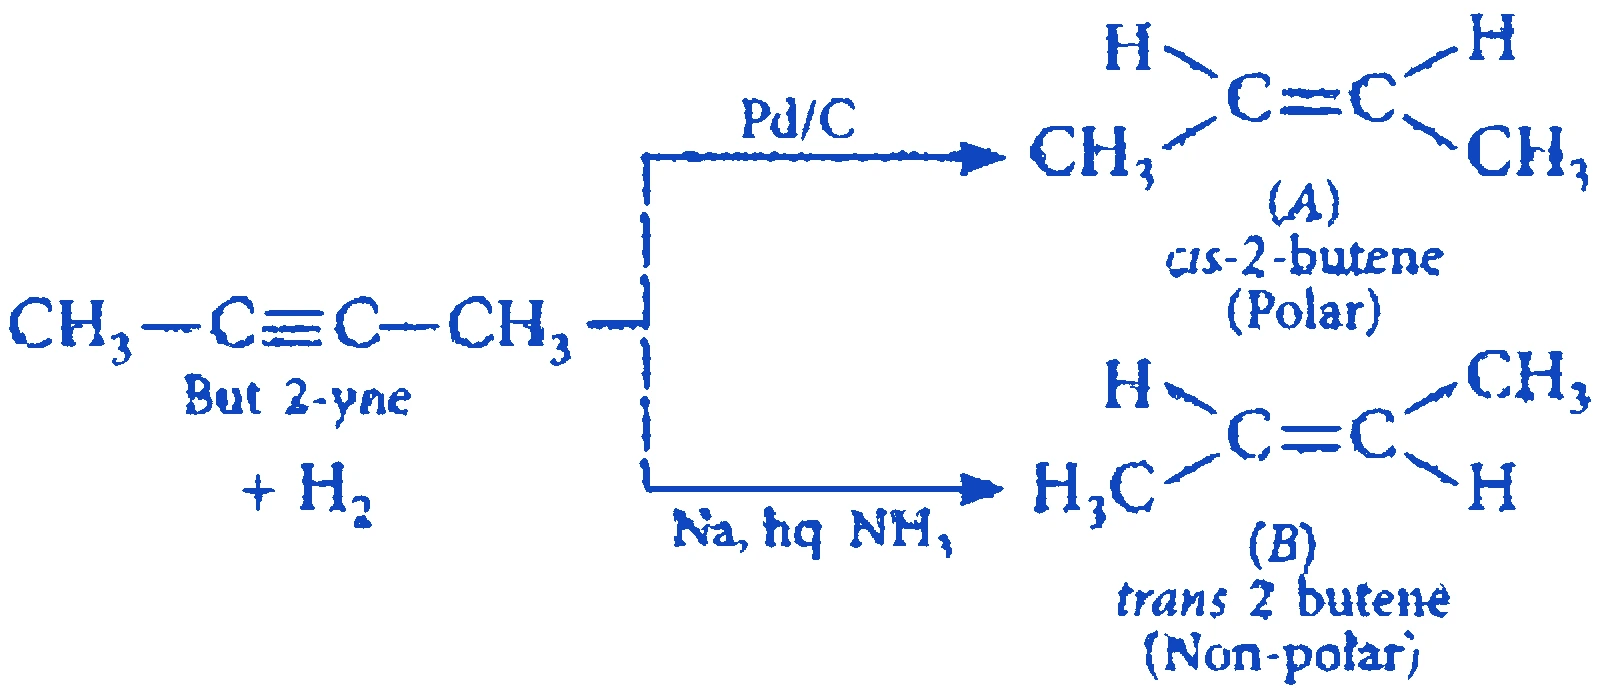 Pd/C
H H
C=C
CH₃ CH₃
(A)
cis-2-butene
(Polar)
CH₃—C≡C—CH₃
But 2-yne
+ H₂
Na, liq NH₃
H CH₃
C=C
H₃C H
(B)
trans 2 butene
(Non-polar)